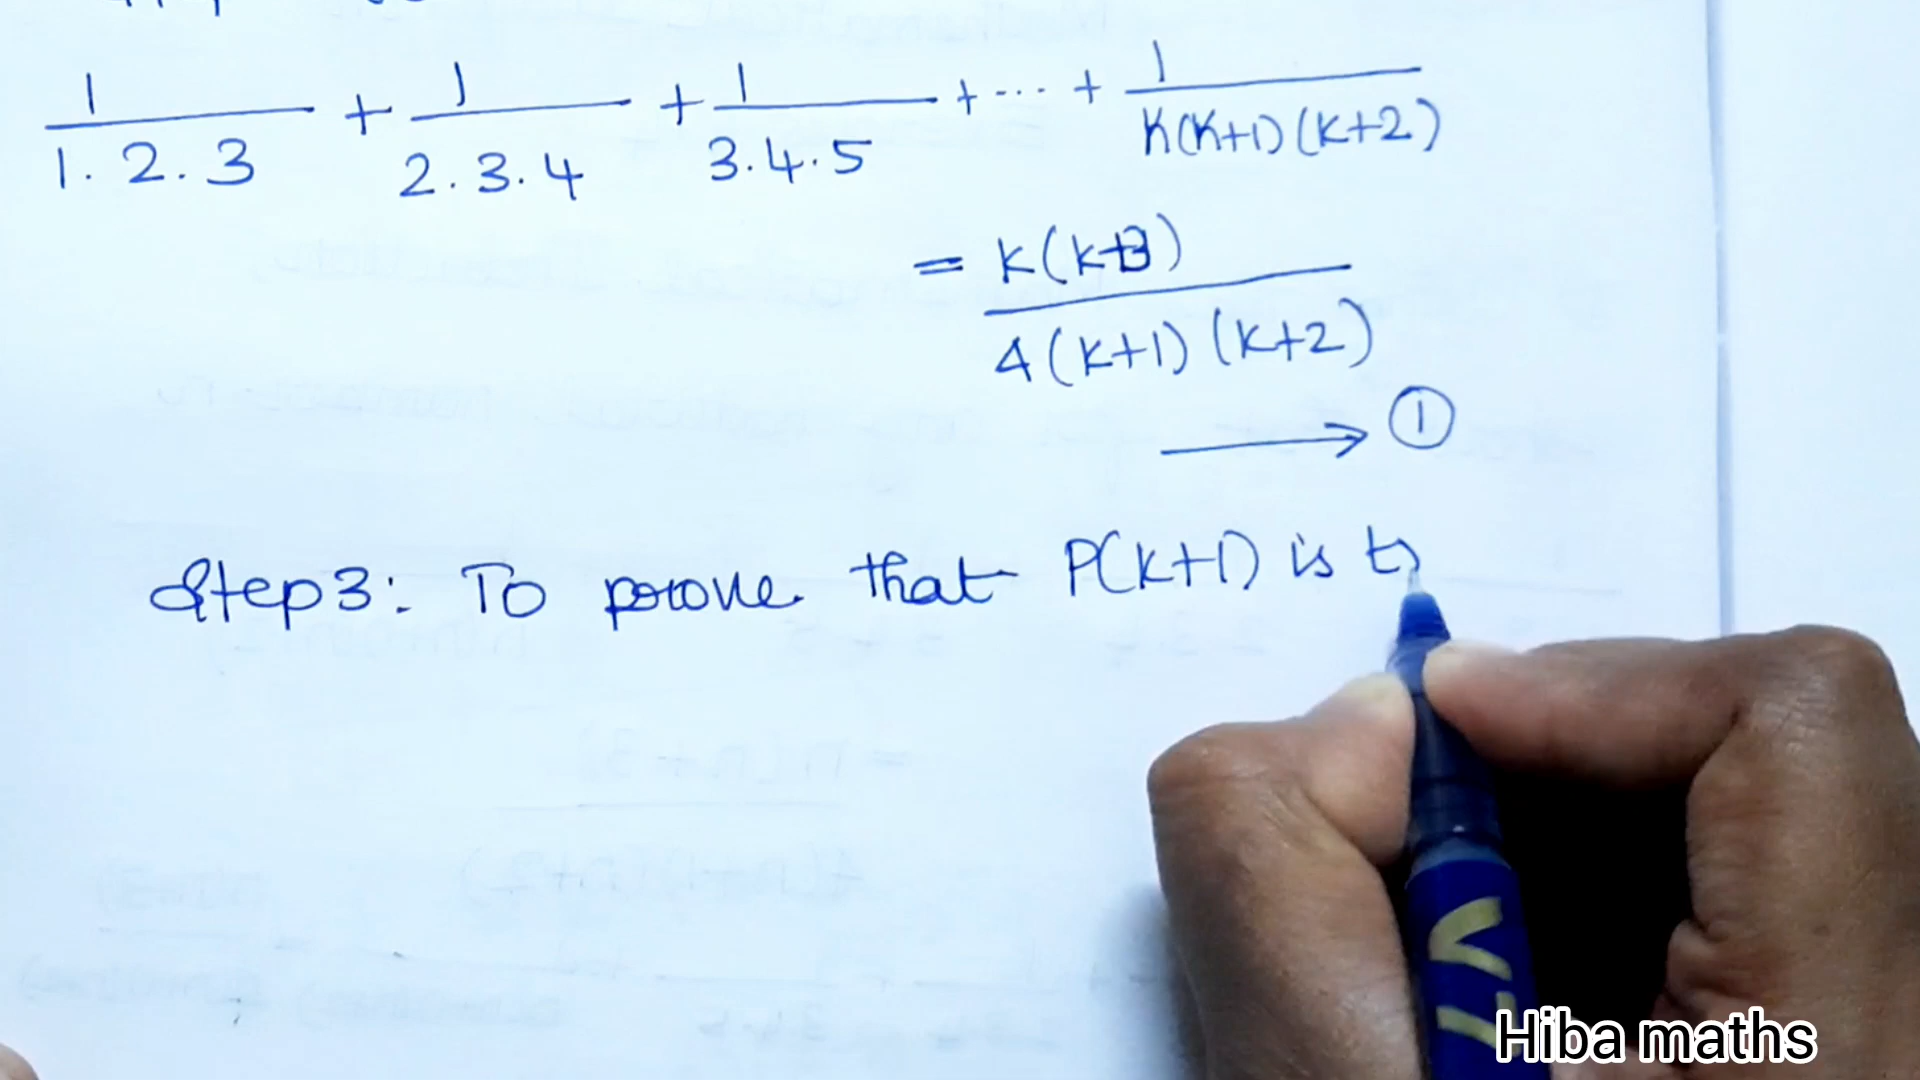 1/1.2.3 + 1/2.3.4 + 1/3.4.5 + ... + 1/K(K+1)(K+2)
= K(K+3)/4(K+1)(K+2)
→ ①
Step3: To prove that P(K+1) is t
V7
Hiba maths